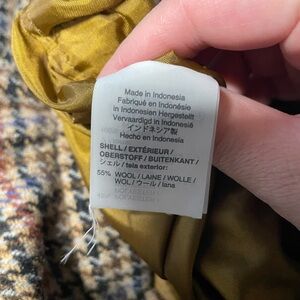 Made in Indonesia
Fabriqué en Indonésie
in Indonesien Hergestellt
Vervaardigd in Indonesië
インドネシア製
Hecho en Indonesia
SHELL / EXTÉRIEUR /
OBERSTOFF / BUITENKANT /
シェル / tela exterior:
55% WOOL / LAINE / WOLLE /
WOL / ウール / lana